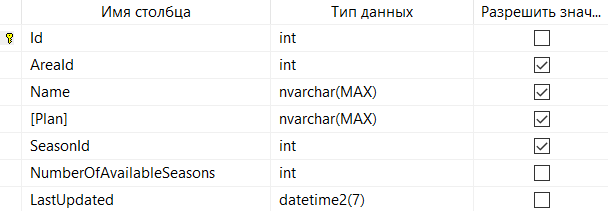 Имя столбца Тип данных Разрешить знач...
Id int
AreaId int
Name nvarchar(MAX)
[Plan] nvarchar(MAX)
SeasonId int
NumberOfAvailableSeasons int
LastUpdated datetime2(7)